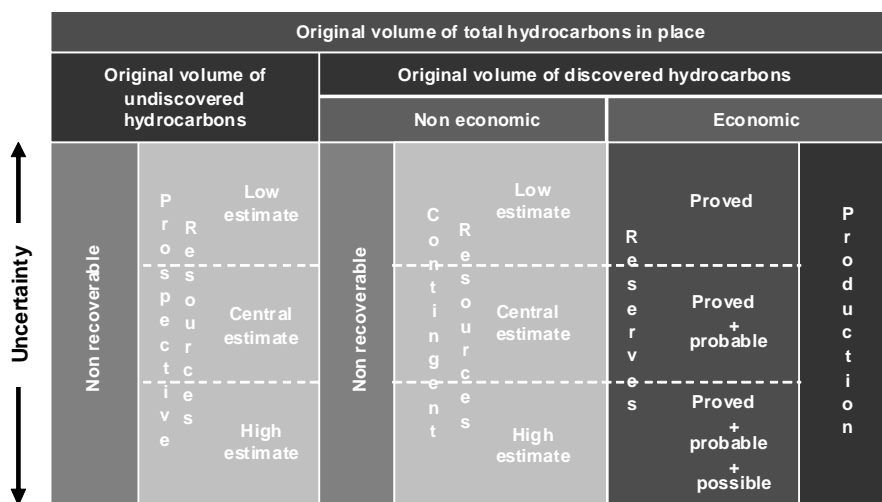 Original volume of total hydrocarbons in place
Original volume of
undiscovered
hydrocarbons
Original volume of discovered hydrocarbons
Non economic
Economic
Uncertainty
Non recoverable
Prospective
Resources
Low
estimate
Central
estimate
High
estimate
Non recoverable
Contingent
Resources
Low
estimate
Central
estimate
High
estimate
Reserves
Proved
Proved
+
probable
Proved
+
probable
+
possible
Production